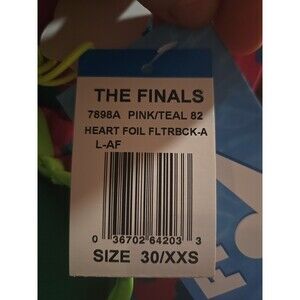 THE FINALS
7898A PINK/TEAL 82
HEART FOIL FLTRBCK-A
L-AF
0 36702 64203 3
SIZE 30/XXS